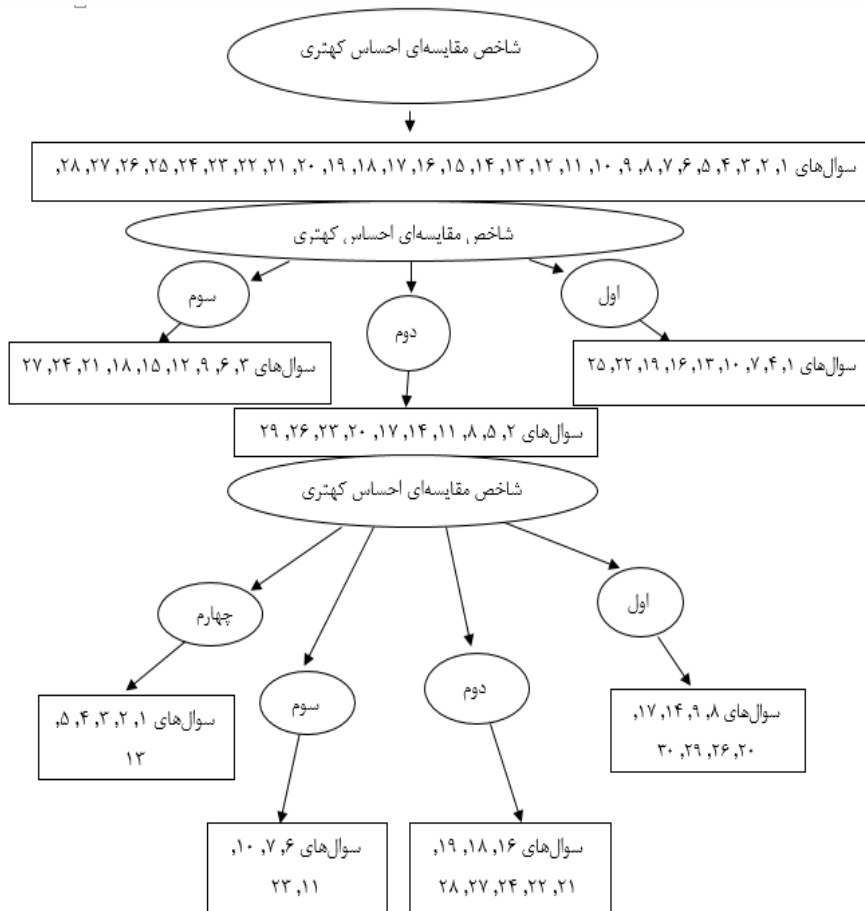 شاخص مقایسه‌ای احساس کهتری
سوال‌های ۱, ۲, ۳, ۴, ۵, ۶, ۷, ۸, ۹, ۱۰, ۱۱, ۱۲, ۱۳, ۱۴, ۱۵, ۱۶, ۱۷, ۱۸, ۱۹, ۲۰, ۲۱, ۲۲, ۲۳, ۲۴, ۲۵, ۲۶, ۲۷, ۲۸,
شاخص مقایسه‌ای احساس کهتری
اول
دوم
سوم
سوال‌های ۱, ۴, ۷, ۱۰, ۱۳, ۱۶, ۱۹, ۲۲, ۲۵
سوال‌های ۳, ۶, ۹, ۱۲, ۱۵, ۱۸, ۲۱, ۲۴, ۲۷
سوال‌های ۲, ۵, ۸, ۱۱, ۱۴, ۱۷, ۲۰, ۲۳, ۲۶, ۲۹
شاخص مقایسه‌ای احساس کهتری
اول
دوم
سوم
چهارم
سوال‌های ۸, ۹, ۱۴, ۱۷,
۲۰, ۲۶, ۲۹, ۳۰
سوال‌های ۱۶, ۱۸, ۱۹,
۲۱, ۲۲, ۲۴, ۲۷, ۲۸
سوال‌های ۶, ۷, ۱۰,
۱۱, ۲۳
سوال‌های ۱, ۲, ۳, ۴, ۵,
۱۳